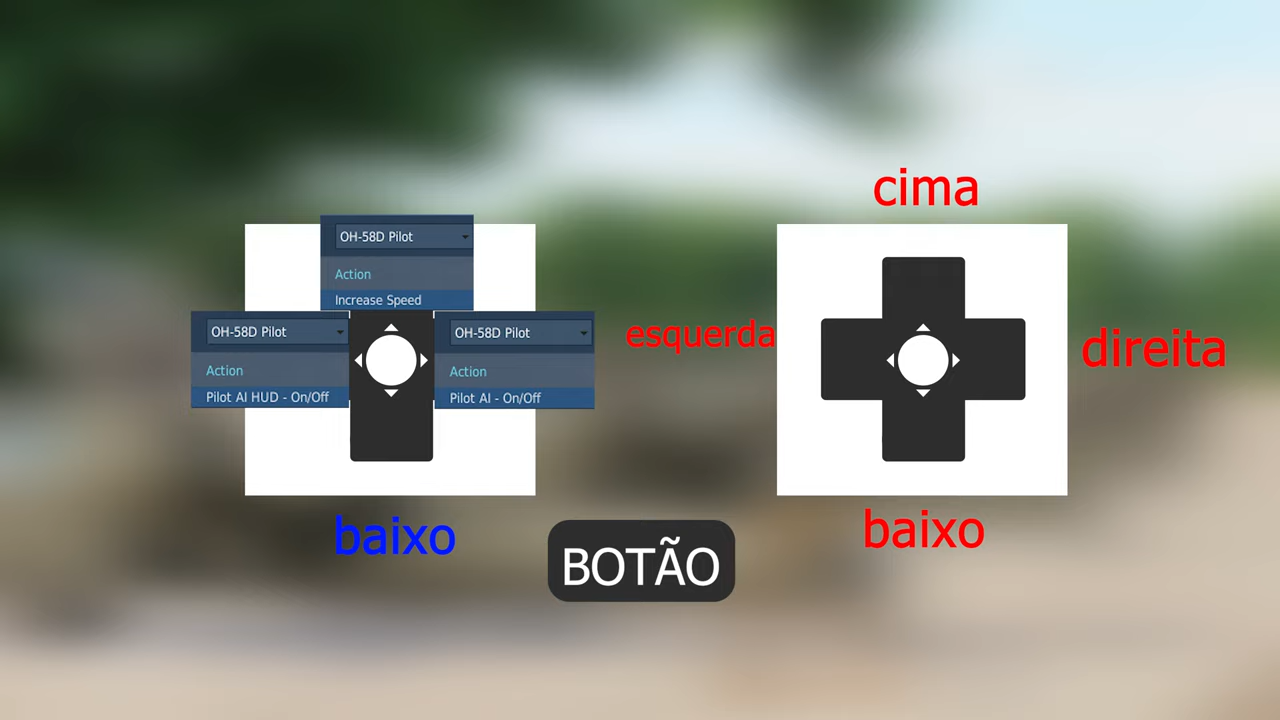 cima
OH-58D Pilot
Action
Increase Speed
OH-58D Pilot
Action
Pilot AI HUD - On/Off
OH-58D Pilot
Action
Pilot AI - On/Off
esquerda
direita
baixo
baixo
BOTÃO